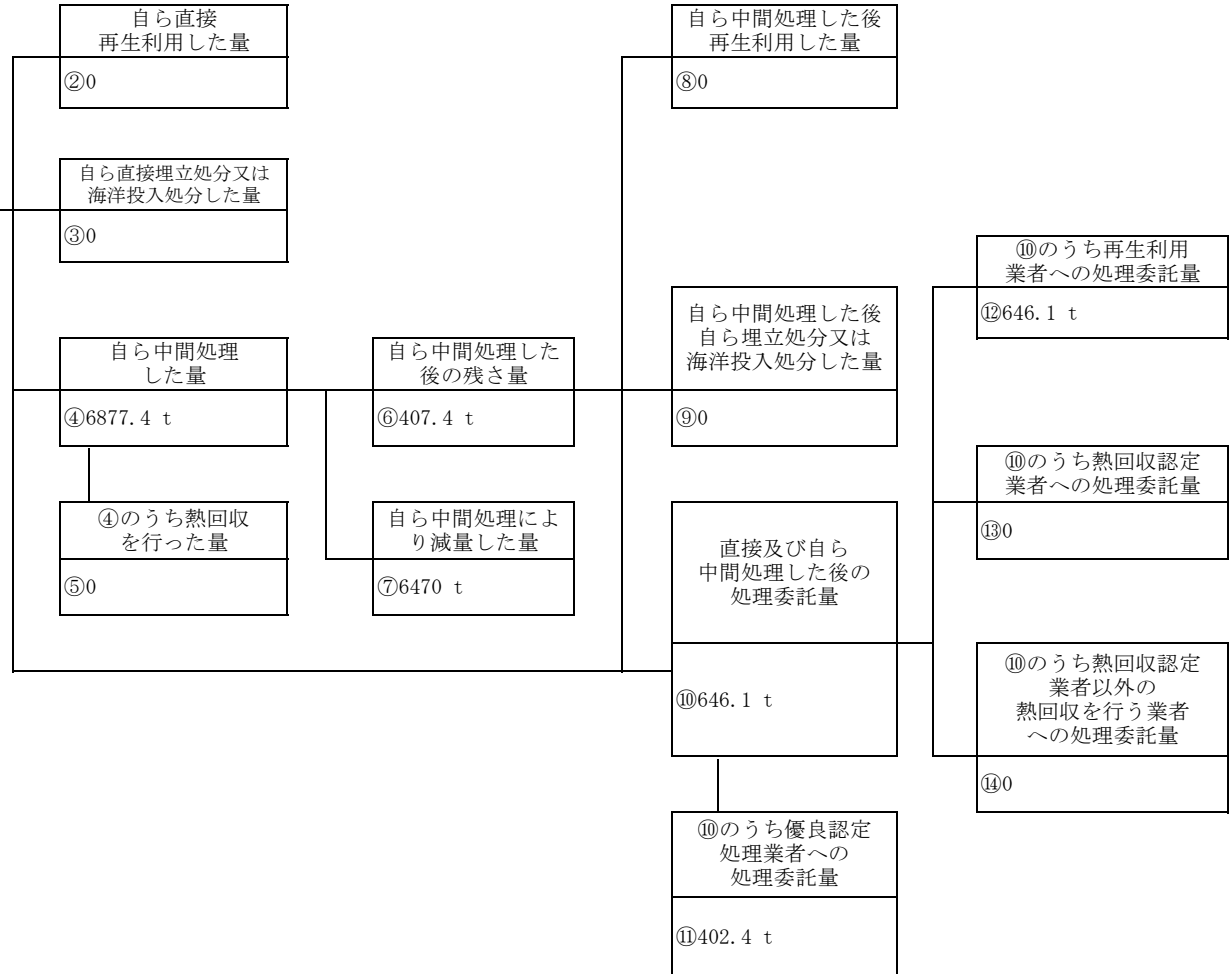 自ら直接
再生利用した量
②0
自ら直接埋立処分又は
海洋投入処分した量
③0
自ら中間処理
した量
④6877.4 t
④のうち熱回収
を行った量
⑤0
自ら中間処理した
後の残さ量
⑥407.4 t
自ら中間処理によ
り減量した量
⑦6470 t
自ら中間処理した後
再生利用した量
⑧0
自ら中間処理した後
自ら埋立処分又は
海洋投入処分した量
⑨0
直接及び自ら
中間処理した後の
処理委託量
⑩646.1 t
⑩のうち優良認定
処理業者への
処理委託量
⑪402.4 t
⑩のうち再生利用
業者への処理委託量
⑫646.1 t
⑩のうち熱回収認定
業者への処理委託量
⑬0
⑩のうち熱回収認定
業者以外の
熱回収を行う業者
への処理委託量
⑭0